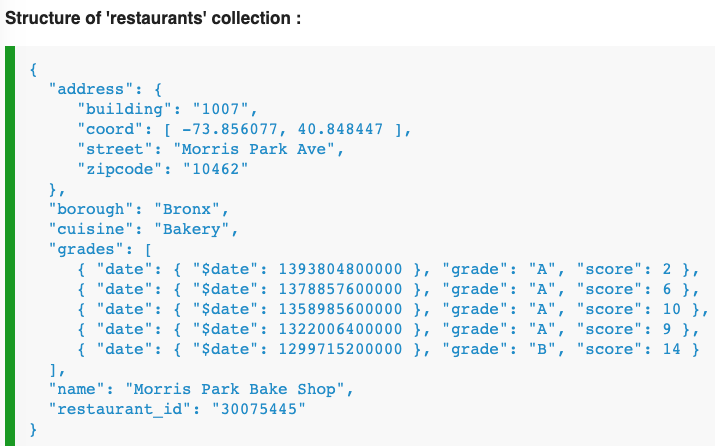 Structure of 'restaurants' collection :
{
  "address": {
     "building": "1007",
     "coord": [ -73.856077, 40.848447 ],
     "street": "Morris Park Ave",
     "zipcode": "10462"
  },
  "borough": "Bronx",
  "cuisine": "Bakery",
  "grades": [
     { "date": { "$date": 1393804800000 }, "grade": "A", "score": 2 },
     { "date": { "$date": 1378857600000 }, "grade": "A", "score": 6 },
     { "date": { "$date": 1358985600000 }, "grade": "A", "score": 10 },
     { "date": { "$date": 1322006400000 }, "grade": "A", "score": 9 },
     { "date": { "$date": 1299715200000 }, "grade": "B", "score": 14 }
  ],
  "name": "Morris Park Bake Shop",
  "restaurant_id": "30075445"
}